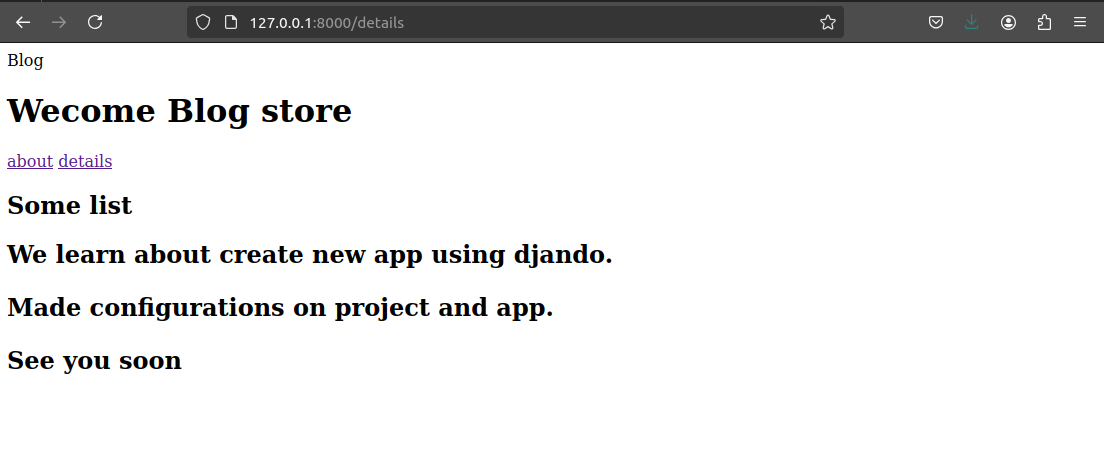 127.0.0.1:8000/details
Blog
Wecome Blog store
about details
Some list
We learn about create new app using djando.
Made configurations on project and app.
See you soon